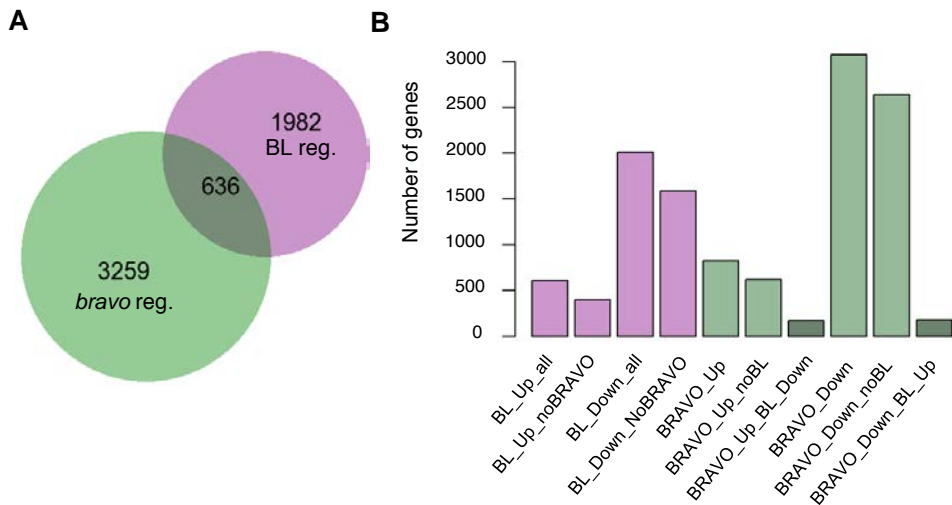 A
1982
BL reg.
636
3259
bravo reg.
B
Number of genes
3000
2500
2000
1500
1000
500
0
BL_Up_all
BL_Up_noBRAVO
BL_Down_all
BL_Down_NoBRAVO
BRAVO_Up
BRAVO_Up_noBL
BRAVO_Up_BL_Down
BRAVO_Down
BRAVO_Down_noBL
BRAVO_Down_BL_Up